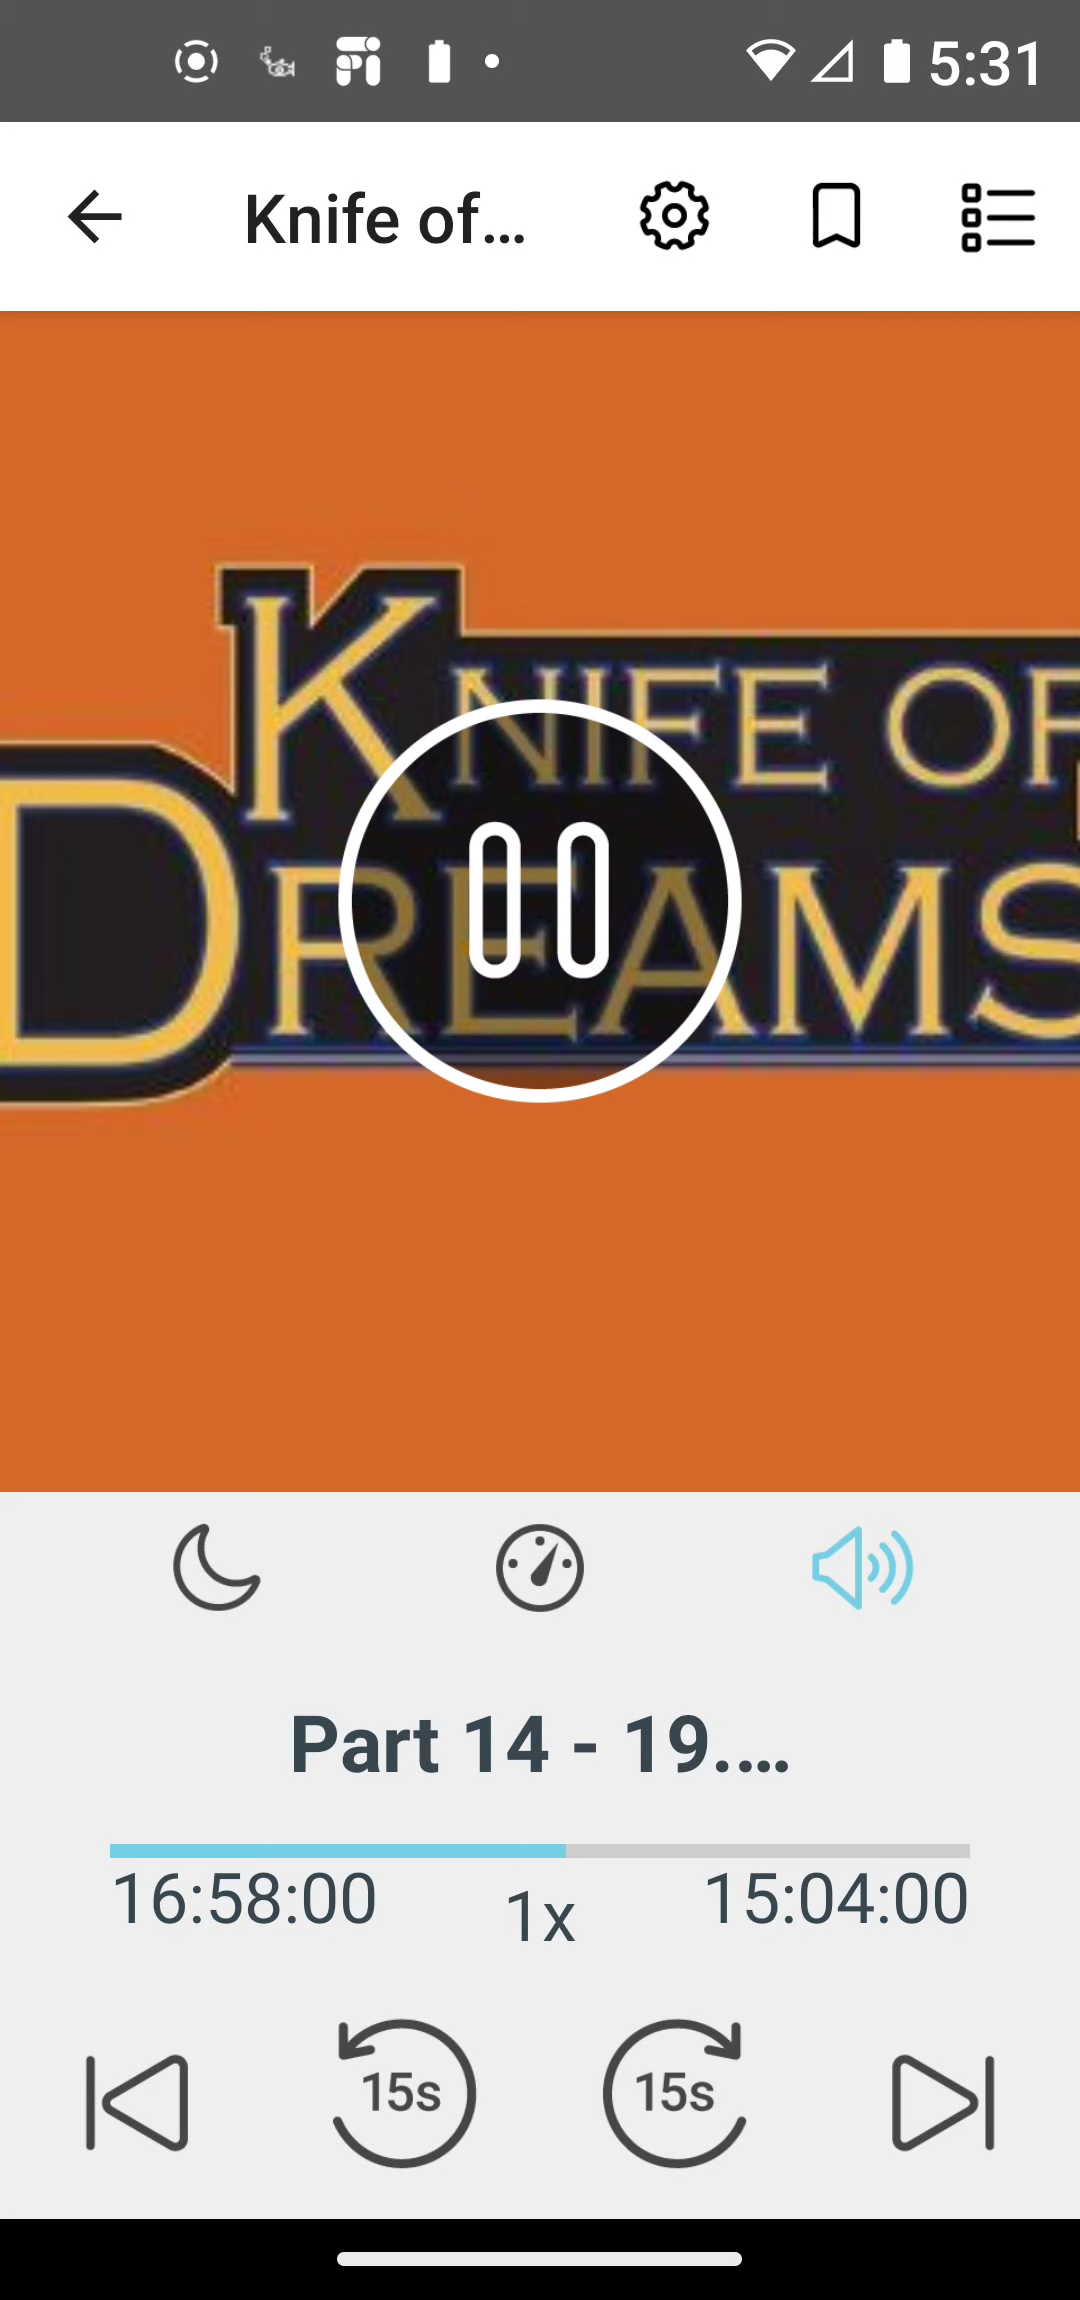 5:31
Knife of...
KNIFE OF
DREAMS
Part 14 - 19....
16:58:00
1x
15:04:00
15s
15s